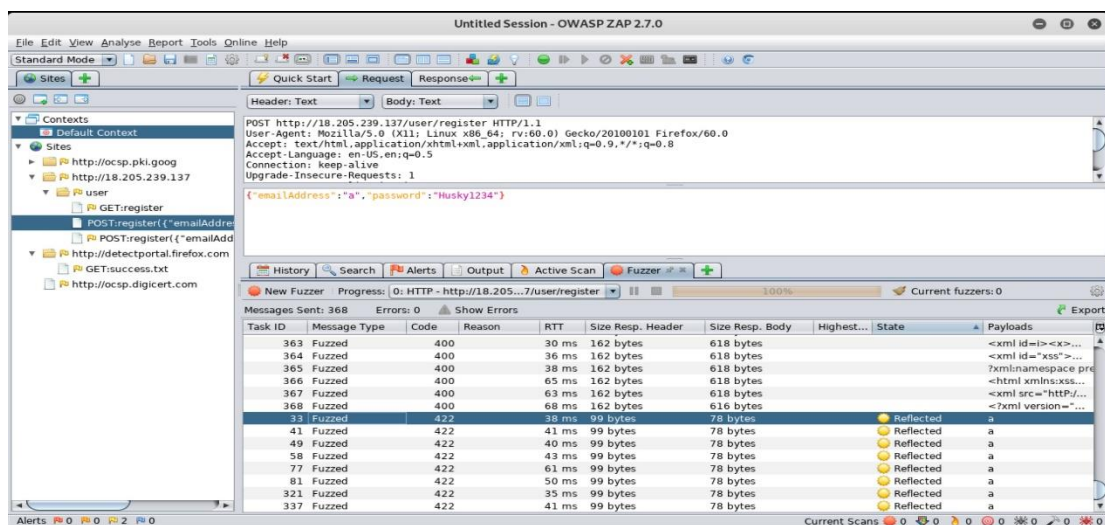 Untitled Session - OWASP ZAP 2.7.0
File Edit View Analyse Report Tools Online Help
Standard Mode
Sites
Quick Start Request Response
Header: Text Body: Text
Contexts
Default Context
Sites
http://ocsp.pki.goog
http://18.205.239.137
user
GET:register
POST:register({"emailAddre
POST:register({"emailAdd
http://detectportal.firefox.com
GET:success.txt
http://ocsp.digicert.com
POST http://18.205.239.137/user/register HTTP/1.1
User-Agent: Mozilla/5.0 (X11; Linux x86_64; rv:60.0) Gecko/20100101 Firefox/60.0
Accept: text/html,application/xhtml+xml,application/xml;q=0.9,*/*;q=0.8
Accept-Language: en-US,en;q=0.5
Connection: keep-alive
Upgrade-Insecure-Requests: 1
{"emailAddress":"a","password":"Husky1234"}
History Search Alerts Output Active Scan Fuzzer
New Fuzzer Progress: 0: HTTP - http://18.205...7/user/register 100% Current fuzzers: 0
Messages Sent: 368 Errors: 0 Show Errors Export
Task ID Message Type Code Reason RTT Size Resp. Header Size Resp. Body Highest... State Payloads
363 Fuzzed 400 30 ms 162 bytes 618 bytes <xml id=i><x>...
364 Fuzzed 400 36 ms 162 bytes 618 bytes <xml id="xss">...
365 Fuzzed 400 38 ms 162 bytes 618 bytes ?xml:namespace pre
366 Fuzzed 400 65 ms 162 bytes 618 bytes <html xmlns:xss...
367 Fuzzed 400 63 ms 162 bytes 618 bytes <xml src="httP:/...
368 Fuzzed 400 68 ms 162 bytes 616 bytes <?xml version="...
33 Fuzzed 422 38 ms 99 bytes 78 bytes Reflected a
41 Fuzzed 422 41 ms 99 bytes 78 bytes Reflected a
49 Fuzzed 422 40 ms 99 bytes 78 bytes Reflected a
58 Fuzzed 422 43 ms 99 bytes 78 bytes Reflected a
77 Fuzzed 422 61 ms 99 bytes 78 bytes Reflected a
81 Fuzzed 422 50 ms 99 bytes 78 bytes Reflected a
321 Fuzzed 422 35 ms 99 bytes 78 bytes Reflected a
337 Fuzzed 422 41 ms 99 bytes 78 bytes Reflected a
Alerts 0 0 2 0 Current Scans 0 0 0 0 0 0